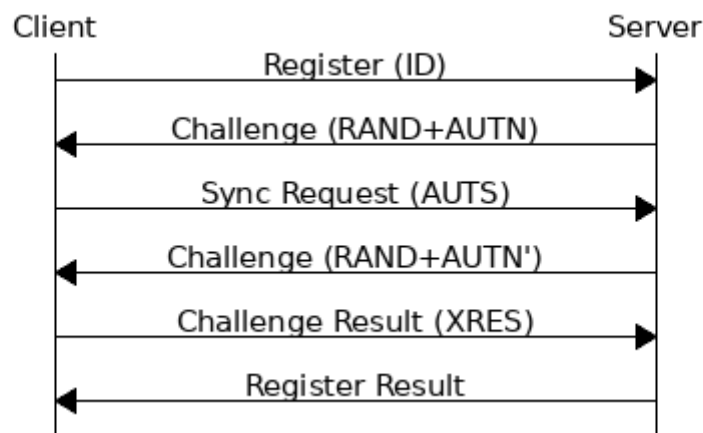 Client
Server
Register (ID)
Challenge (RAND+AUTN)
Sync Request (AUTS)
Challenge (RAND+AUTN')
Challenge Result (XRES)
Register Result